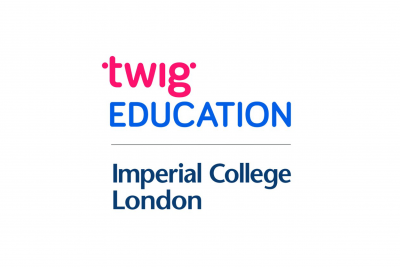 twig
EDUCATION
Imperial College
London